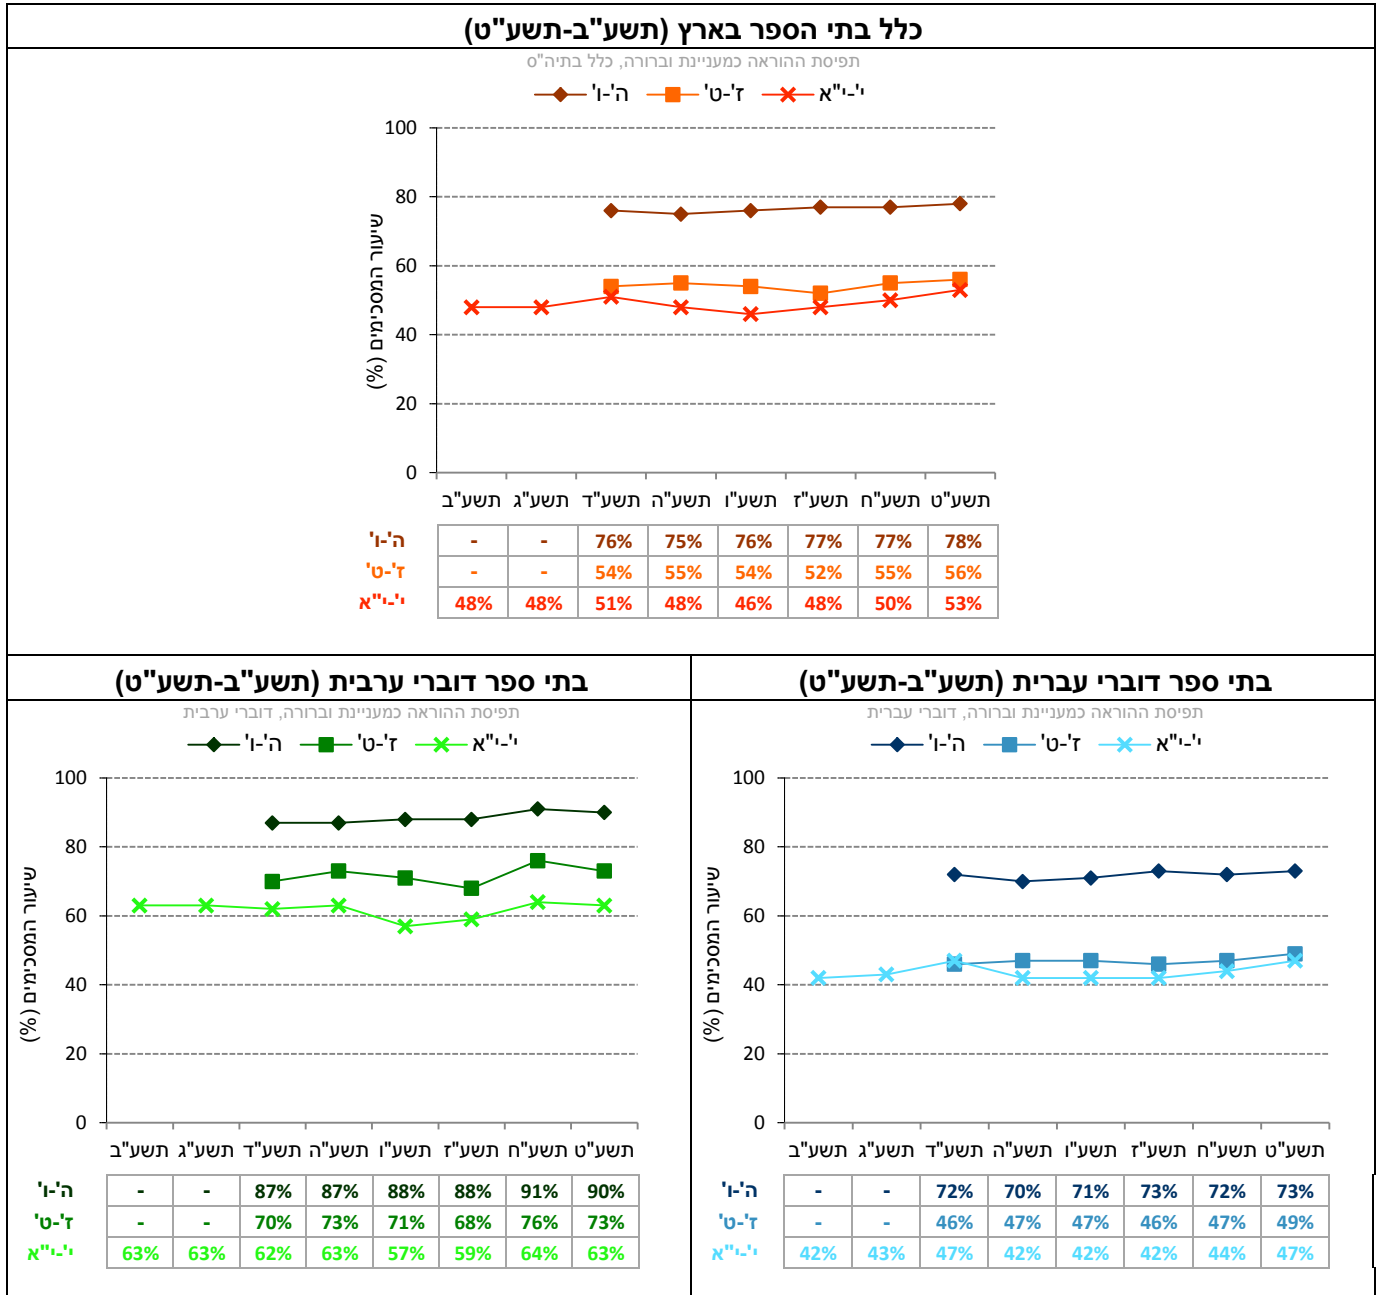 כלל בתי הספר בארץ (תשע"ב-תשע"ט)
תפיסת ההוראה כמעניינת וברורה, כלל בתיה"ס
ה'-ו' ז'-ט' י'-י"א
שיעור המסכימים (%)
100
80
60
40
20
0
תשע"ב תשע"ג תשע"ד תשע"ה תשע"ו תשע"ז תשע"ח תשע"ט
ה'-ו' - - 76% 75% 76% 77% 77% 78%
ז'-ט' - - 54% 55% 54% 52% 55% 56%
י'-י"א 48% 48% 51% 48% 46% 48% 50% 53%
בתי ספר דוברי עברית (תשע"ב-תשע"ט)
תפיסת ההוראה כמעניינת וברורה, דוברי עברית
ה'-ו' ז'-ט' י'-י"א
שיעור המסכימים (%)
100
80
60
40
20
0
תשע"ב תשע"ג תשע"ד תשע"ה תשע"ו תשע"ז תשע"ח תשע"ט
ה'-ו' - - 72% 70% 71% 73% 72% 73%
ז'-ט' - - 46% 47% 47% 46% 47% 49%
י'-י"א 42% 43% 47% 42% 42% 42% 44% 47%
בתי ספר דוברי ערבית (תשע"ב-תשע"ט)
תפיסת ההוראה כמעניינת וברורה, דוברי ערבית
ה'-ו' ז'-ט' י'-י"א
שיעור המסכימים (%)
100
80
60
40
20
0
תשע"ב תשע"ג תשע"ד תשע"ה תשע"ו תשע"ז תשע"ח תשע"ט
ה'-ו' - - 87% 87% 88% 88% 91% 90%
ז'-ט' - - 70% 73% 71% 68% 76% 73%
י'-י"א 63% 63% 62% 63% 57% 59% 64% 63%